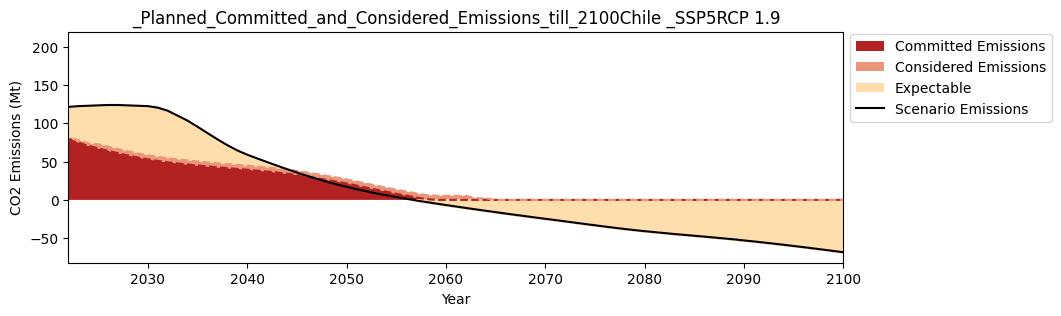 _Planned_Committed_and_Considered_Emissions_till_2100Chile _SSP5RCP 1.9
Committed Emissions
Considered Emissions
Expectable
Scenario Emissions
CO2 Emissions (Mt)
200
150
100
50
0
−50
2030 2040 2050 2060 2070 2080 2090 2100
Year